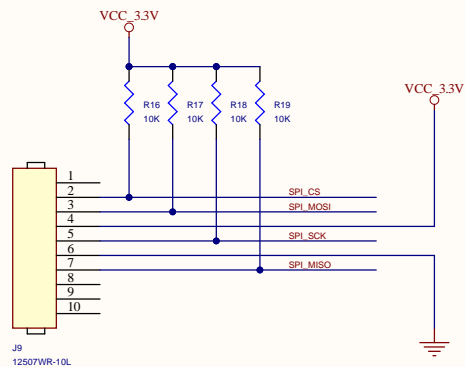 VCC_3.3V
VCC_3.3V
R16 R17 R18 R19
10K 10K 10K 10K
1
2 SPI_CS
3 SPI_MOSI
4
5 SPI_SCK
6
7 SPI_MISO
8
9
10
J9
12507WR-10L